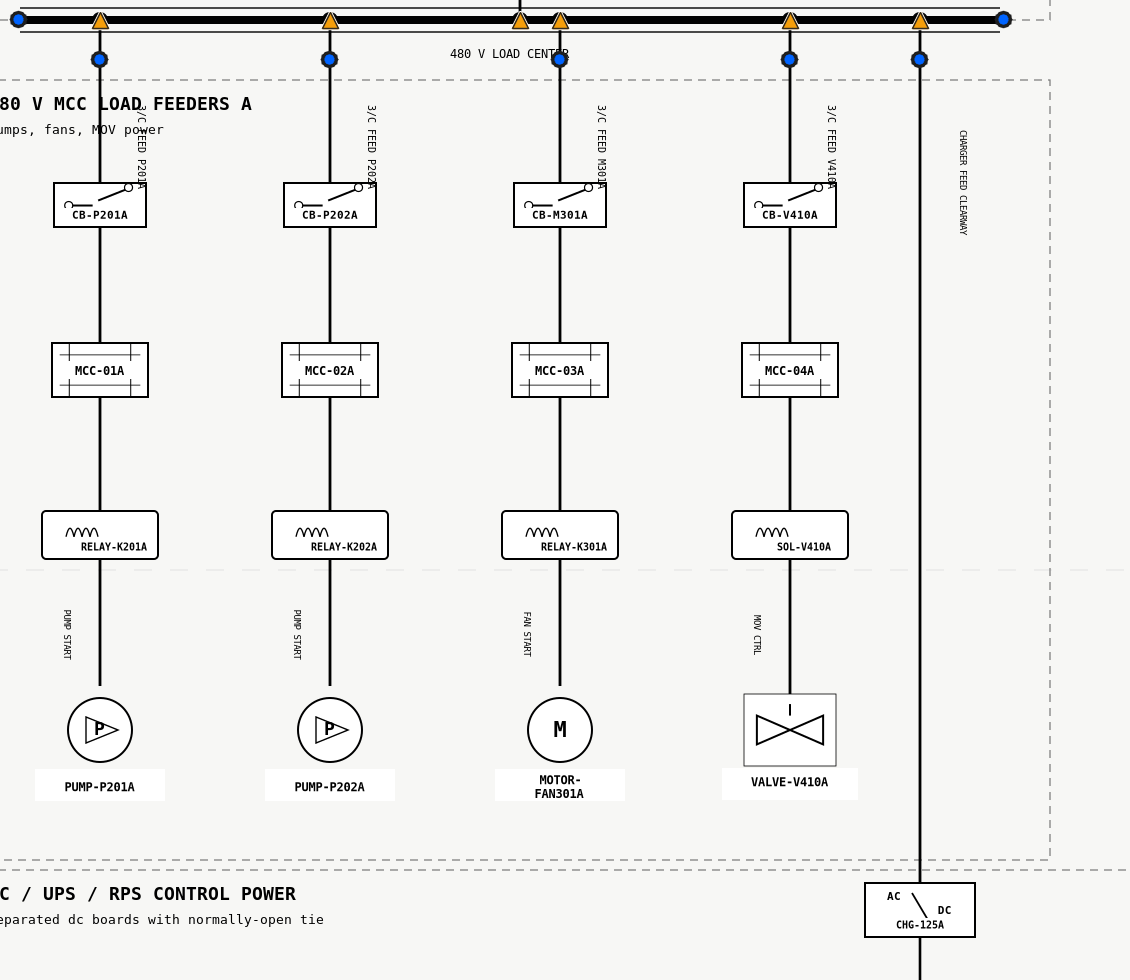 480 V LOAD CENTER
80 V MCC LOAD FEEDERS A
umps, fans, MOV power
3/C FEED P201A
3/C FEED P202A
3/C FEED M301A
3/C FEED V410A
CHARGER FEED CLEARWAY
CB-P201A
CB-P202A
CB-M301A
CB-V410A
MCC-01A
MCC-02A
MCC-03A
MCC-04A
RELAY-K201A
RELAY-K202A
RELAY-K301A
SOL-V410A
PUMP START
PUMP START
FAN START
MOV CTRL
P
P
M
PUMP-P201A
PUMP-P202A
MOTOR-
FAN301A
VALVE-V410A
C / UPS / RPS CONTROL POWER
eparated dc boards with normally-open tie
AC
DC
CHG-125A